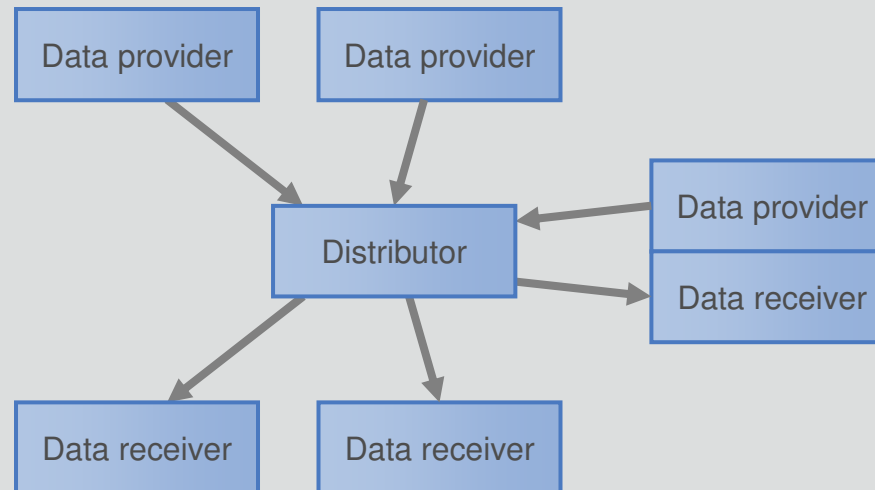 Data provider
Data provider
Data provider
Distributor
Data receiver
Data receiver
Data receiver